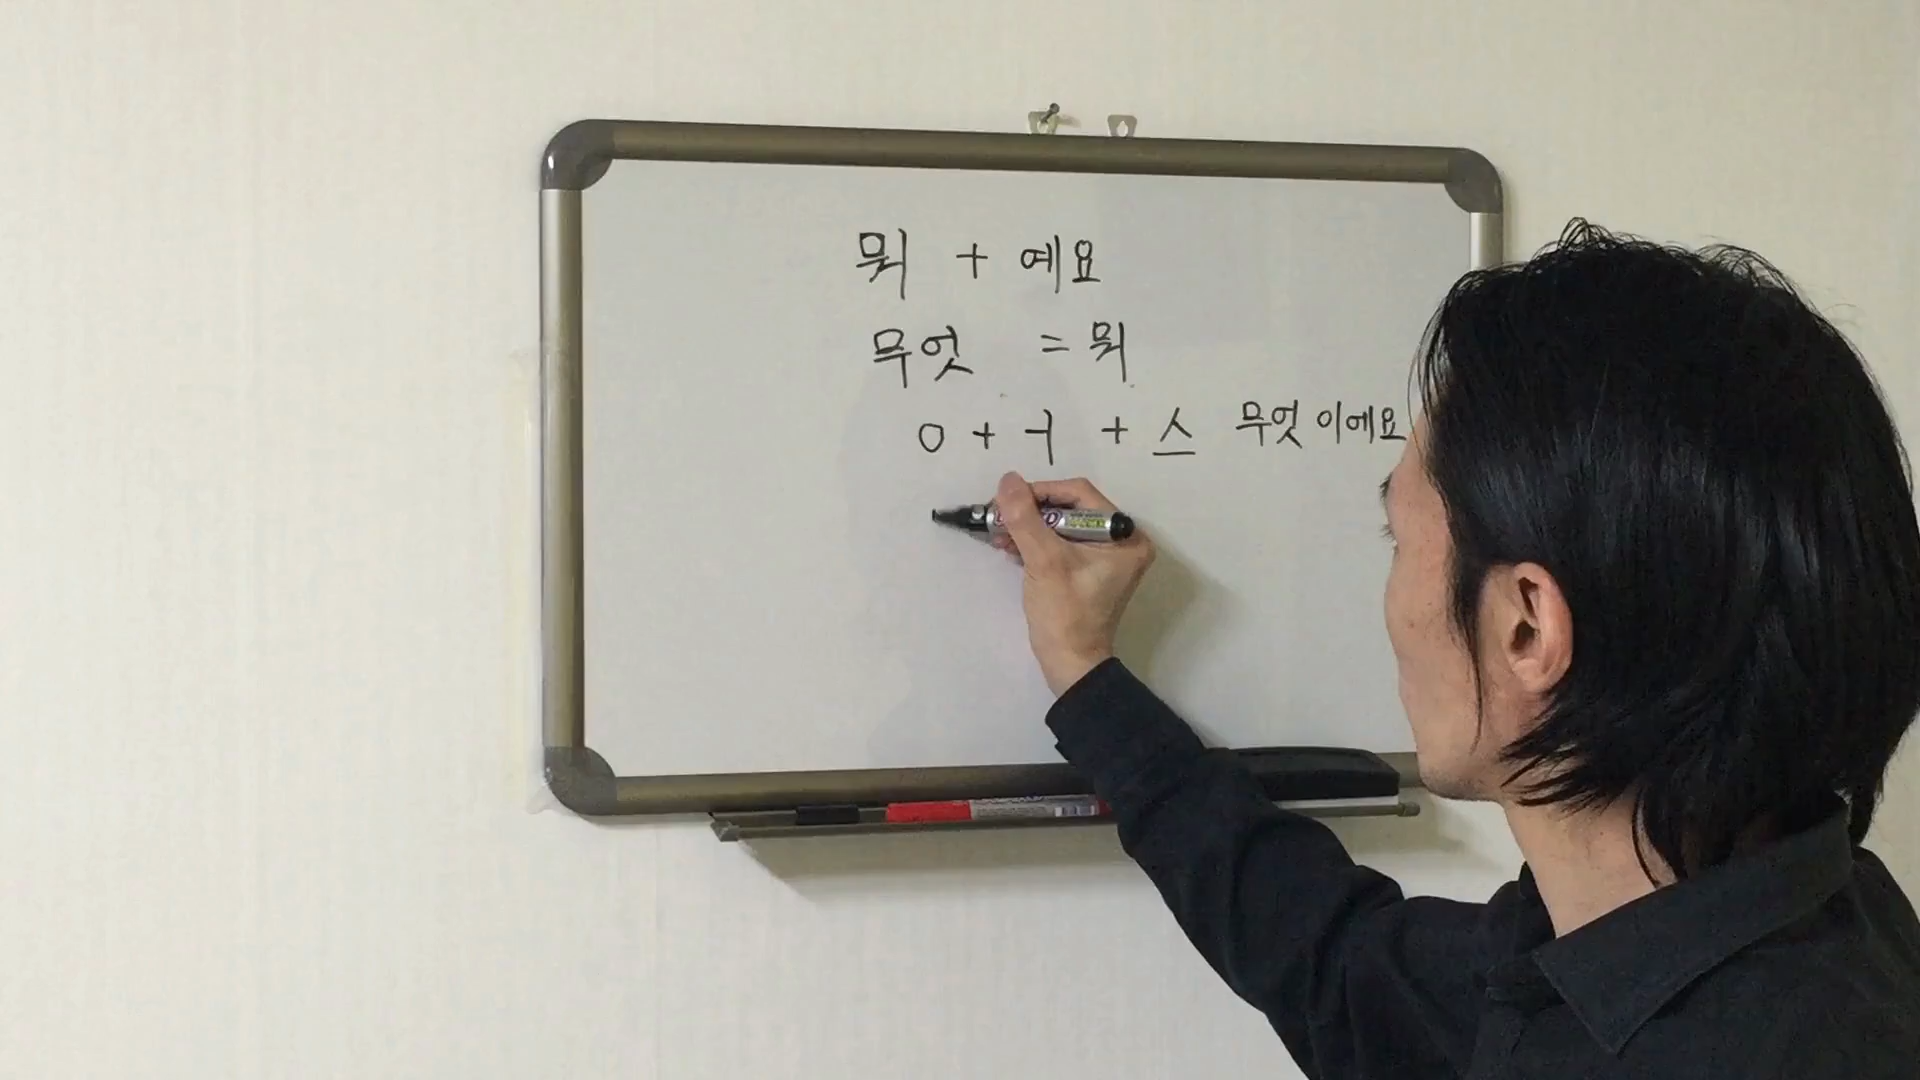 뭐 + 예요
무엇 = 뭐
ㅇ + ㅓ + ㅅ 무엇이에요